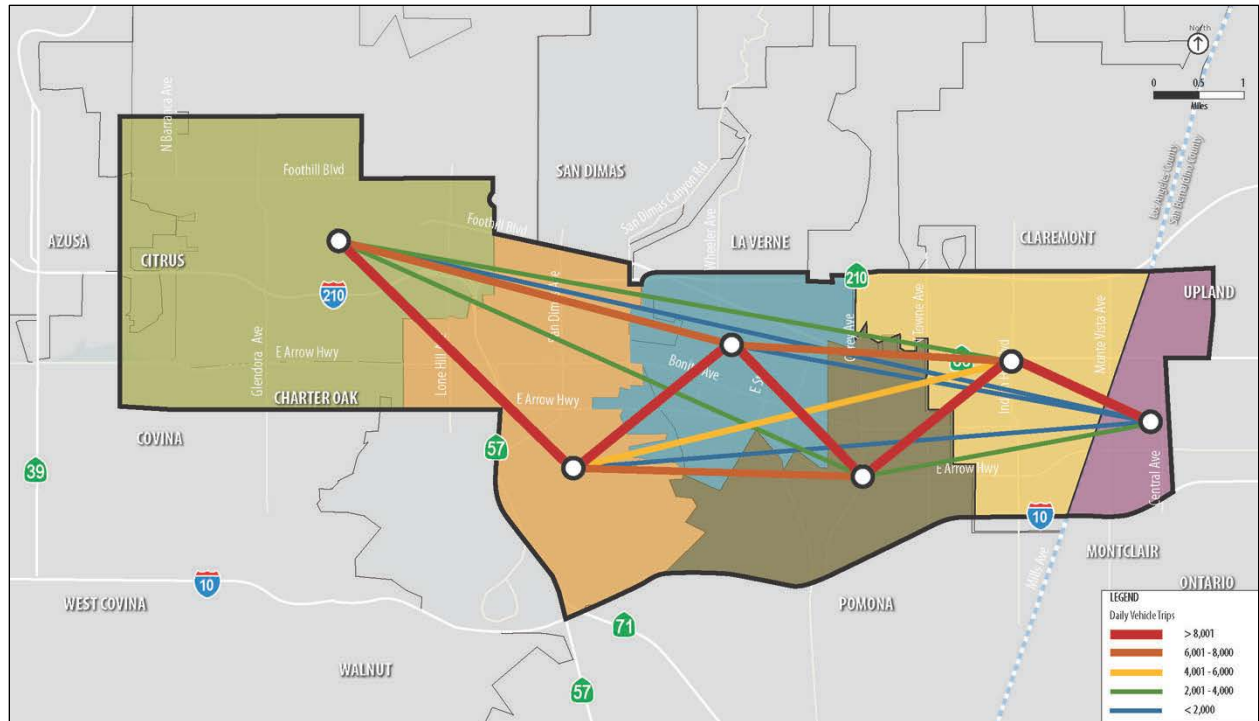 North
0 0.5 1
Miles
N Barranca Ave
Foothill Blvd
SAN DIMAS
San Dimas Canyon Rd
Los Angeles County
San Bernardino County
Foothill Blvd
Wheeler Ave
LA VERNE
CLAREMONT
AZUSA
CITRUS
210
210
UPLAND
Glendora Ave
E Arrow Hwy
Lone Hill
Bonita Ave
N Towne Ave
Monte Vista Ave
CHARTER OAK
E Arrow Hwy
COVINA
57
39
E Arrow Hwy
Central Ave
10
MONTCLAIR
10
Mills Ave
ONTARIO
WEST COVINA
POMONA
71
WALNUT
57
LEGEND
Daily Vehicle Trips
> 8,001
6,001 - 8,000
4,001 - 6,000
2,001 - 4,000
< 2,000